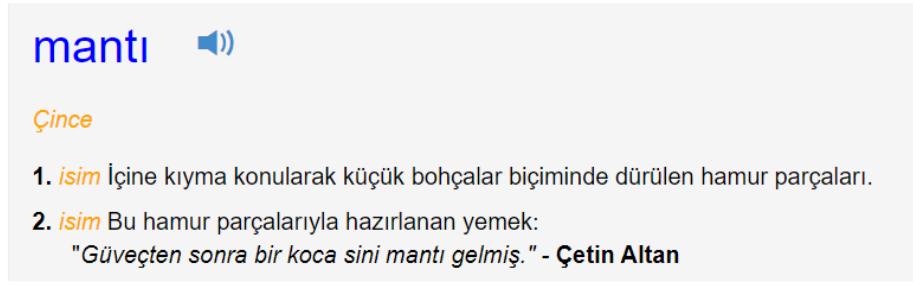 mantı
Çince
1. isim İçine kıyma konularak küçük bohçalar biçiminde dürülen hamur parçaları.
2. isim Bu hamur parçalarıyla hazırlanan yemek:
"Güveçten sonra bir koca sini mantı gelmiş." - Çetin Altan